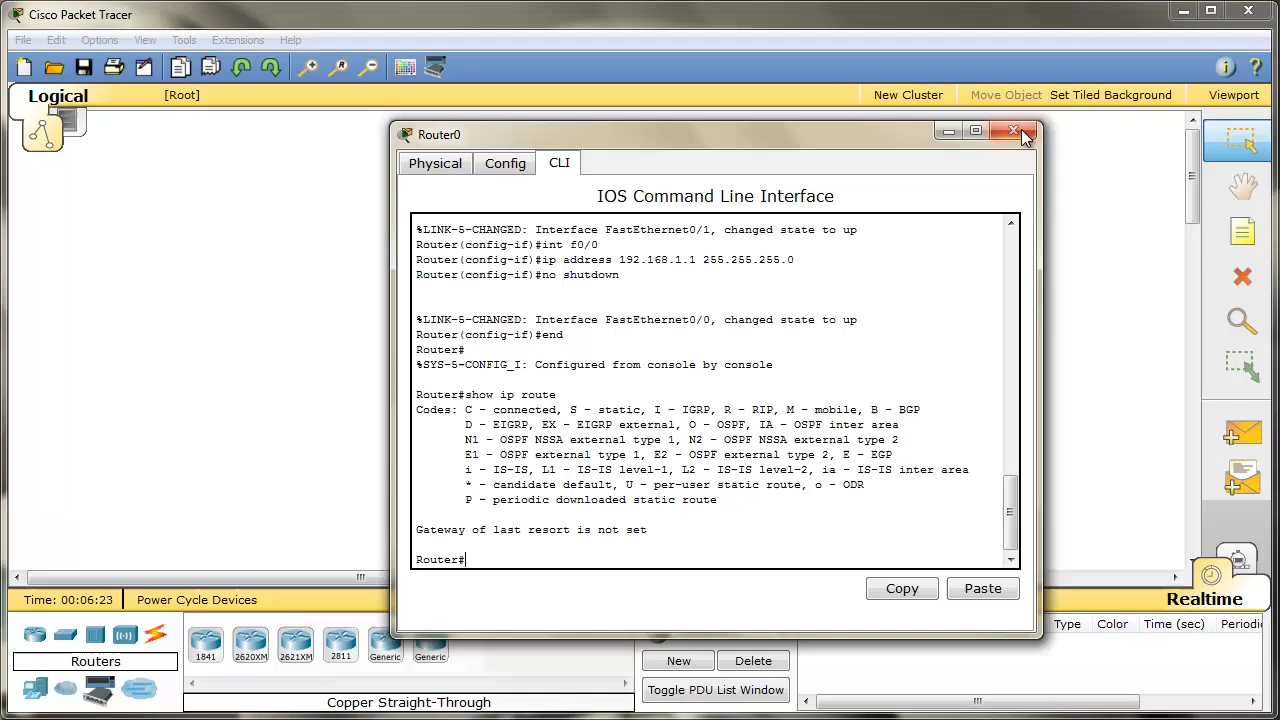 Cisco Packet Tracer
File Edit Options View Tools Extensions Help
Logical [Root] New Cluster Move Object Set Tiled Background Viewport
Router0
Physical Config CLI
IOS Command Line Interface
%LINK-5-CHANGED: Interface FastEthernet0/1, changed state to up
Router(config-if)#int f0/0
Router(config-if)#ip address 192.168.1.1 255.255.255.0
Router(config-if)#no shutdown
%LINK-5-CHANGED: Interface FastEthernet0/0, changed state to up
Router(config-if)#end
Router#
%SYS-5-CONFIG_I: Configured from console by console
Router#show ip route
Codes: C - connected, S - static, I - IGRP, R - RIP, M - mobile, B - BGP
D - EIGRP, EX - EIGRP external, O - OSPF, IA - OSPF inter area
N1 - OSPF NSSA external type 1, N2 - OSPF NSSA external type 2
E1 - OSPF external type 1, E2 - OSPF external type 2, E - EGP
i - IS-IS, L1 - IS-IS level-1, L2 - IS-IS level-2, ia - IS-IS inter area
* - candidate default, U - per-user static route, o - ODR
P - periodic downloaded static route
Gateway of last resort is not set
Router#
Copy Paste
Time: 00:06:23 Power Cycle Devices Realtime
Type Color Time (sec) Periodic
1841 2620XM 2621XM 2811 Generic Generic
Routers
New Delete
Toggle PDU List Window
Copper Straight-Through